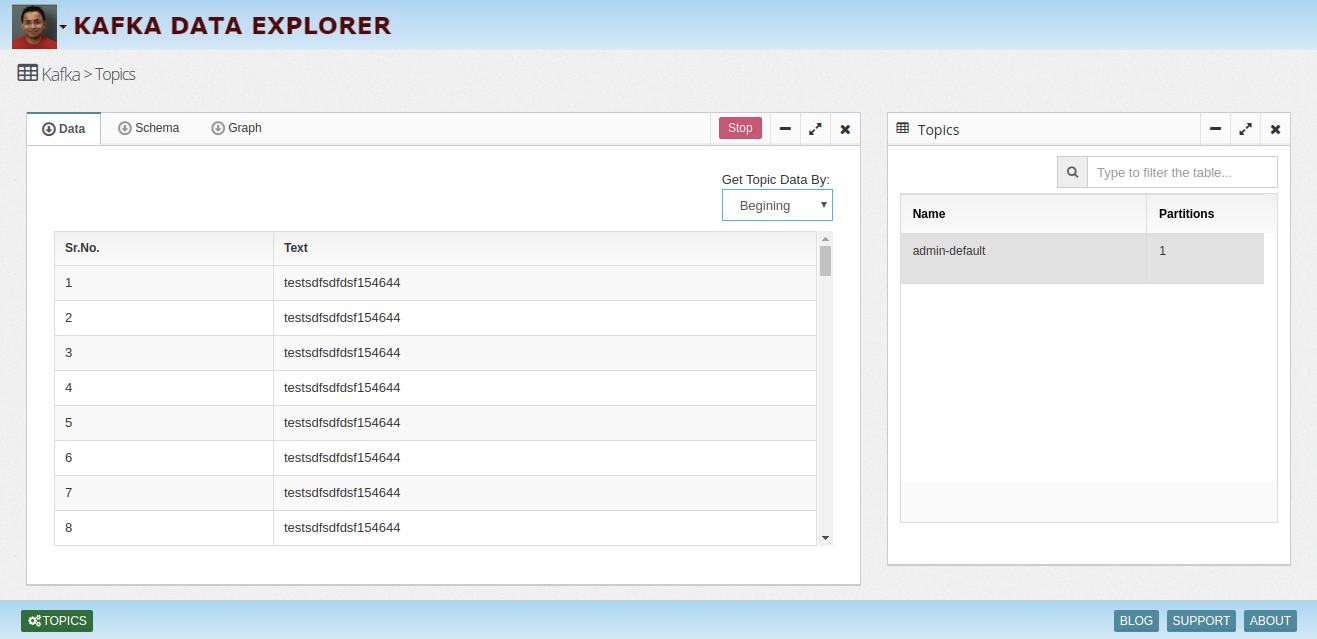 KAFKA DATA EXPLORER
Kafka > Topics
Data Schema Graph Stop
Get Topic Data By:
Begining
Sr.No. Text
1 testsdfsdfdsf154644
2 testsdfsdfdsf154644
3 testsdfsdfdsf154644
4 testsdfsdfdsf154644
5 testsdfsdfdsf154644
6 testsdfsdfdsf154644
7 testsdfsdfdsf154644
8 testsdfsdfdsf154644
Topics
Type to filter the table...
Name Partitions
admin-default 1
TOPICS BLOG SUPPORT ABOUT